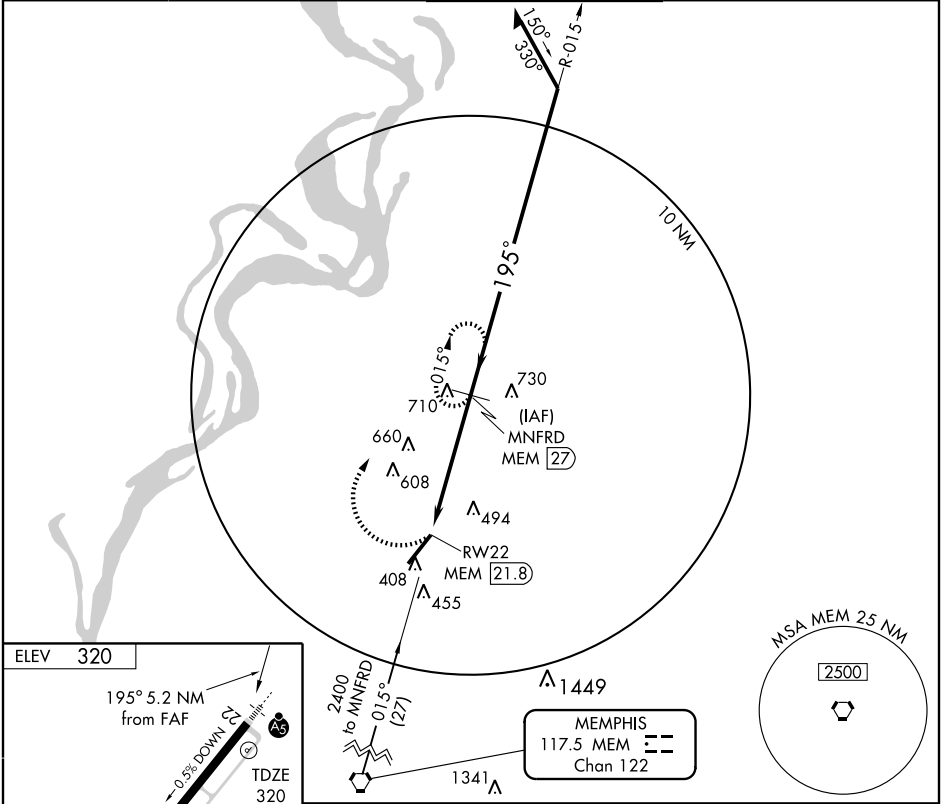 150°
330°
R-015
10 NM
195°
015°
710
730
(IAF)
MNFRD
MEM 27
660
608
494
RW22
MEM 21.8
408
455
MSA MEM 25 NM
2500
ELEV 320
195° 5.2 NM
from FAF
22
A5
0.5% DOWN
P
TDZE
320
2400
to MNFRD
015°
(27)
1449
MEMPHIS
117.5 MEM
Chan 122
1341